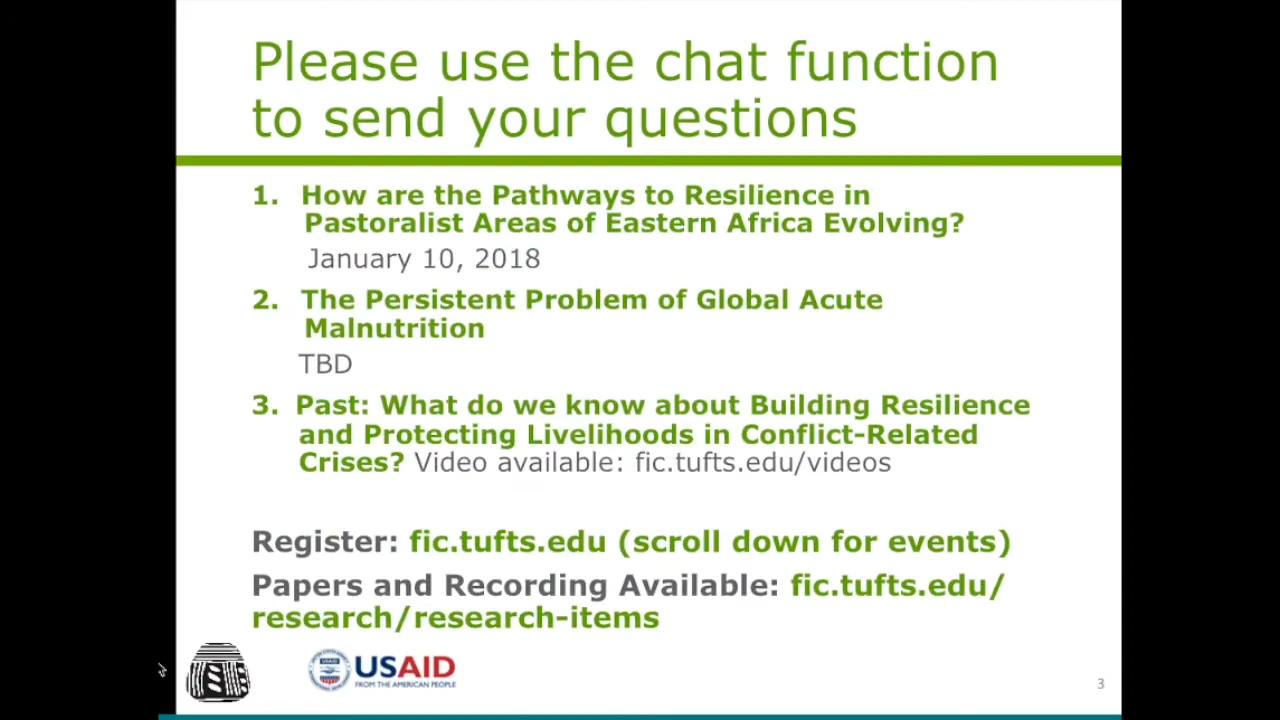 Please use the chat function
to send your questions
1. How are the Pathways to Resilience in
Pastoralist Areas of Eastern Africa Evolving?
January 10, 2018
2. The Persistent Problem of Global Acute
Malnutrition
TBD
3. Past: What do we know about Building Resilience
and Protecting Livelihoods in Conflict-Related
Crises? Video available: fic.tufts.edu/videos
Register: fic.tufts.edu (scroll down for events)
Papers and Recording Available: fic.tufts.edu/
research/research-items
USAID
FROM THE AMERICAN PEOPLE
3